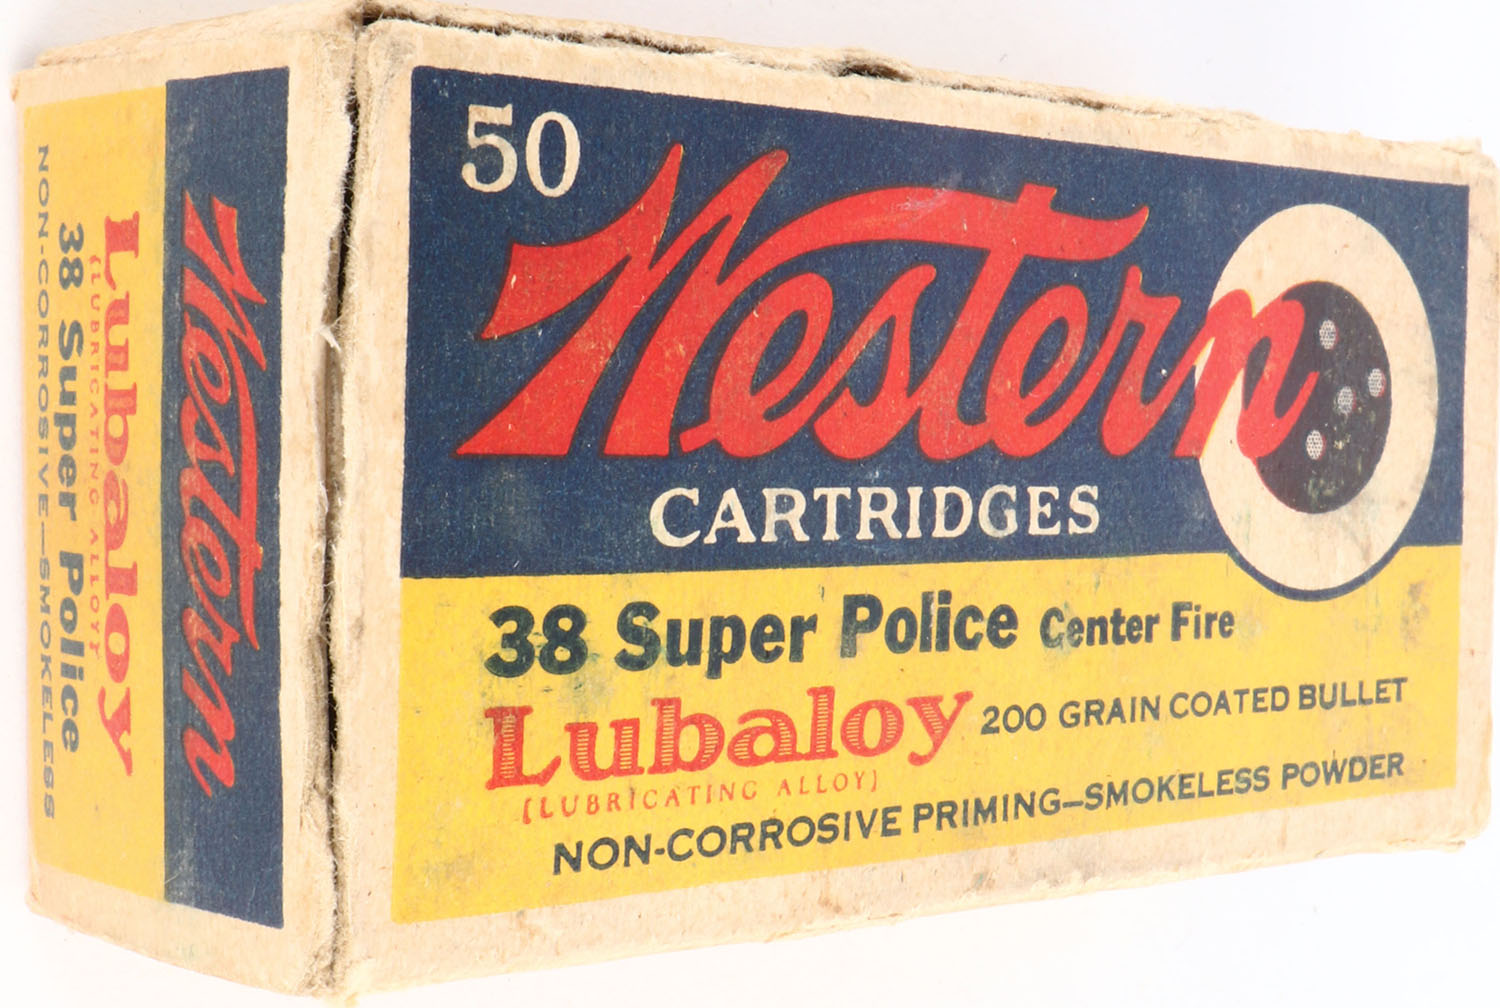 50
Western
CARTRIDGES
38 Super Police Center Fire
Lubaloy 200 GRAIN COATED BULLET
(LUBRICATING ALLOY)
NON-CORROSIVE PRIMING—SMOKELESS POWDER
Western
Lubaloy
(LUBRICATING ALLOY)
38 Super Police
NON-CORROSIVE—SMOKELESS